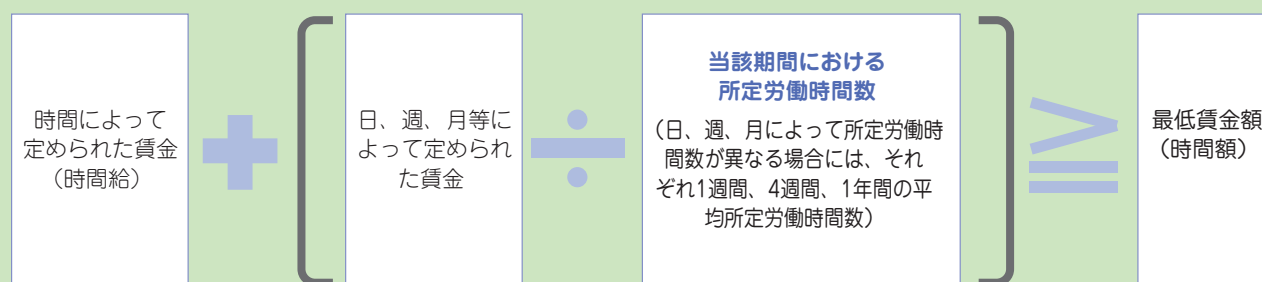 時間によって
定められた賃金
（時間給）
＋
日、週、月等に
よって定められ
た賃金
÷
当該期間における
所定労働時間数
（日、週、月によって所定労働時
間数が異なる場合には、それ
ぞれ1週間、4週間、1年間の平
均所定労働時間数）
≧
最低賃金額
（時間額）